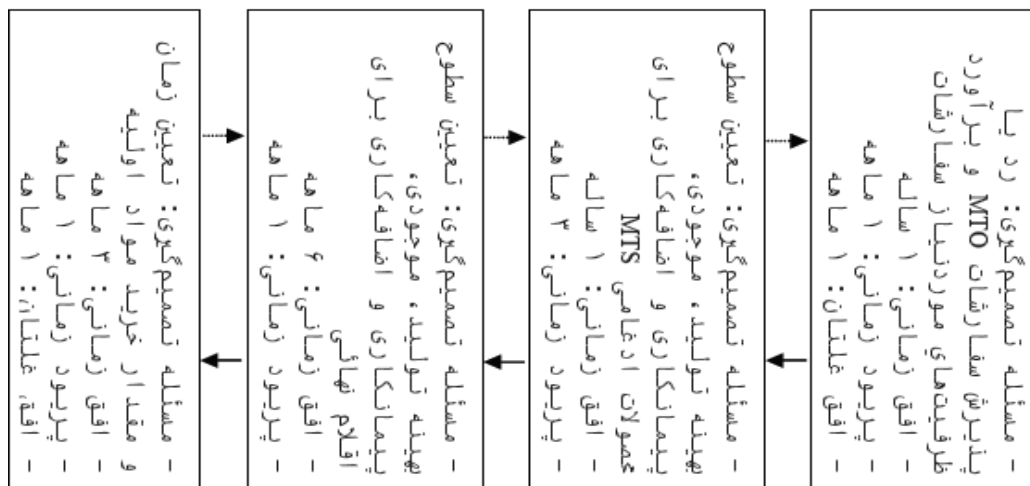 - مسئله تصمیم‌گیری: رد یا
پذیرش سفارشات MTO و برآورد
ظرفیت‌های موردنیاز سفارشات
- افق زمانی: ۱ ساله
- پریود زمانی: ۱ ماهه
- افق غلتان: ۱ ماهه
- مسئله تصمیم‌گیری: تعیین سطوح
بهینه تولید، موجودی،
پیمانکاری و اضافه‌کاری برای
محصولات ادغامی MTS
- افق زمانی: ۱ ساله
- پریود زمانی: ۳ ماهه
- مسئله تصمیم‌گیری: تعیین سطوح
بهینه تولید، موجودی،
پیمانکاری و اضافه‌کاری برای
اقلام نهائی
- افق زمانی: ۶ ماهه
- پریود زمانی: ۱ ماهه
- مسئله تصمیم‌گیری: تعیین زمان
و مقدار خرید مواد اولیه
- افق زمانی: ۳ ماهه
- پریود زمانی: ۱ ماهه
- افق غلتان: ۱ ماهه